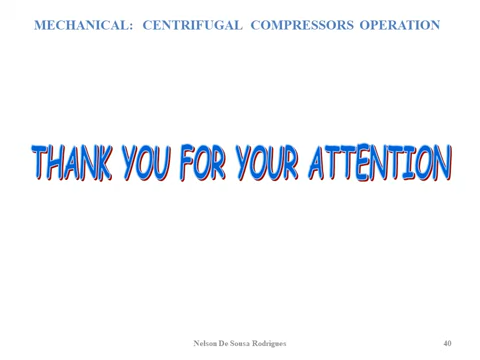 MECHANICAL: CENTRIFUGAL COMPRESSORS OPERATION
THANK YOU FOR YOUR ATTENTION
Nelson De Sousa Rodrigues 40